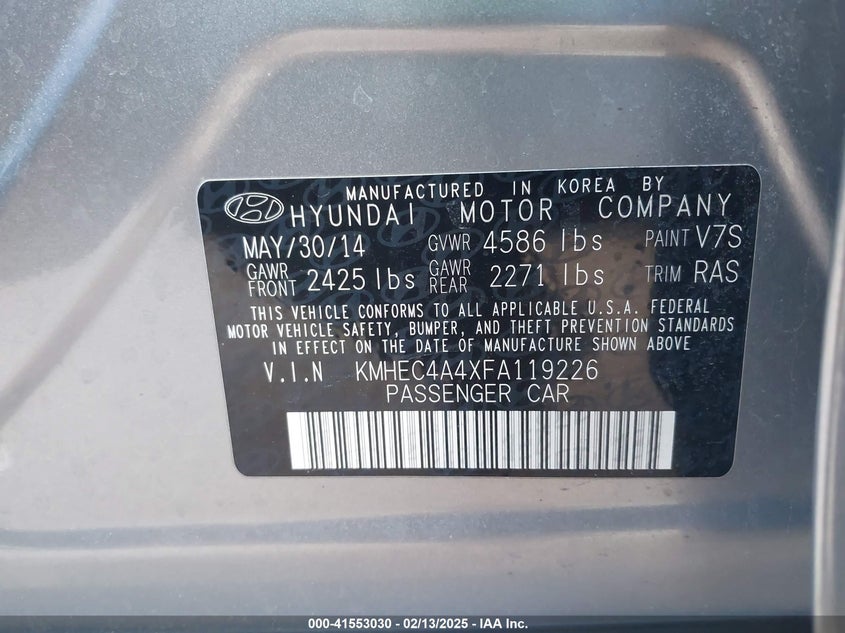 MANUFACTURED IN KOREA BY
HYUNDAI MOTOR COMPANY
MAY/30/14 GVWR 4586 lbs PAINT V7S
GAWR FRONT 2425 lbs GAWR REAR 2271 lbs TRIM RAS
THIS VEHICLE CONFORMS TO ALL APPLICABLE U.S.A. FEDERAL
MOTOR VEHICLE SAFETY, BUMPER, AND THEFT PREVENTION STANDARDS
IN EFFECT ON THE DATE OF MANUFACTURE SHOWN ABOVE
V.I.N KMHEC4A4XFA119226
PASSENGER CAR
000-41553030 - 02/13/2025 - IAA Inc.